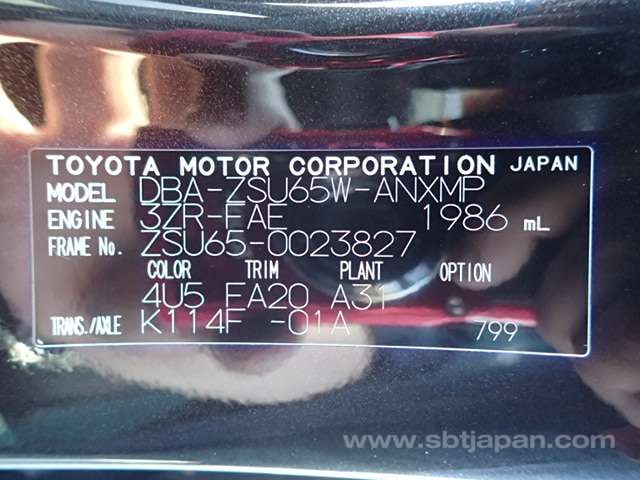 TOYOTA MOTOR CORPORATION JAPAN
MODEL DBA-ZSU65W-ANXMP
ENGINE 3ZR-FAE 1986 mL
FRAME No. ZSU65-0023827
COLOR TRIM PLANT OPTION
4U5 FA20 A31
TRANS./AXLE K114F -01A 799
www.sbtjapan.com